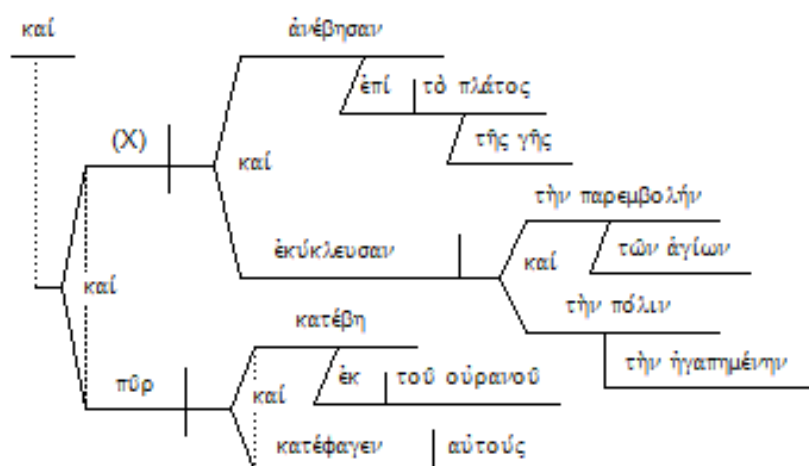 καί
ἀνέβησαν
ἐπί τὸ πλάτος
τῆς γῆς
(X) καί
τὴν παρεμβολήν
τῶν ἁγίων
ἐκύκλευσαν καί
τὴν πόλιν
τὴν ἠγαπημένην
καί
κατέβη
ἐκ τοῦ οὐρανοῦ
πῦρ καί
κατέφαγεν αὐτούς